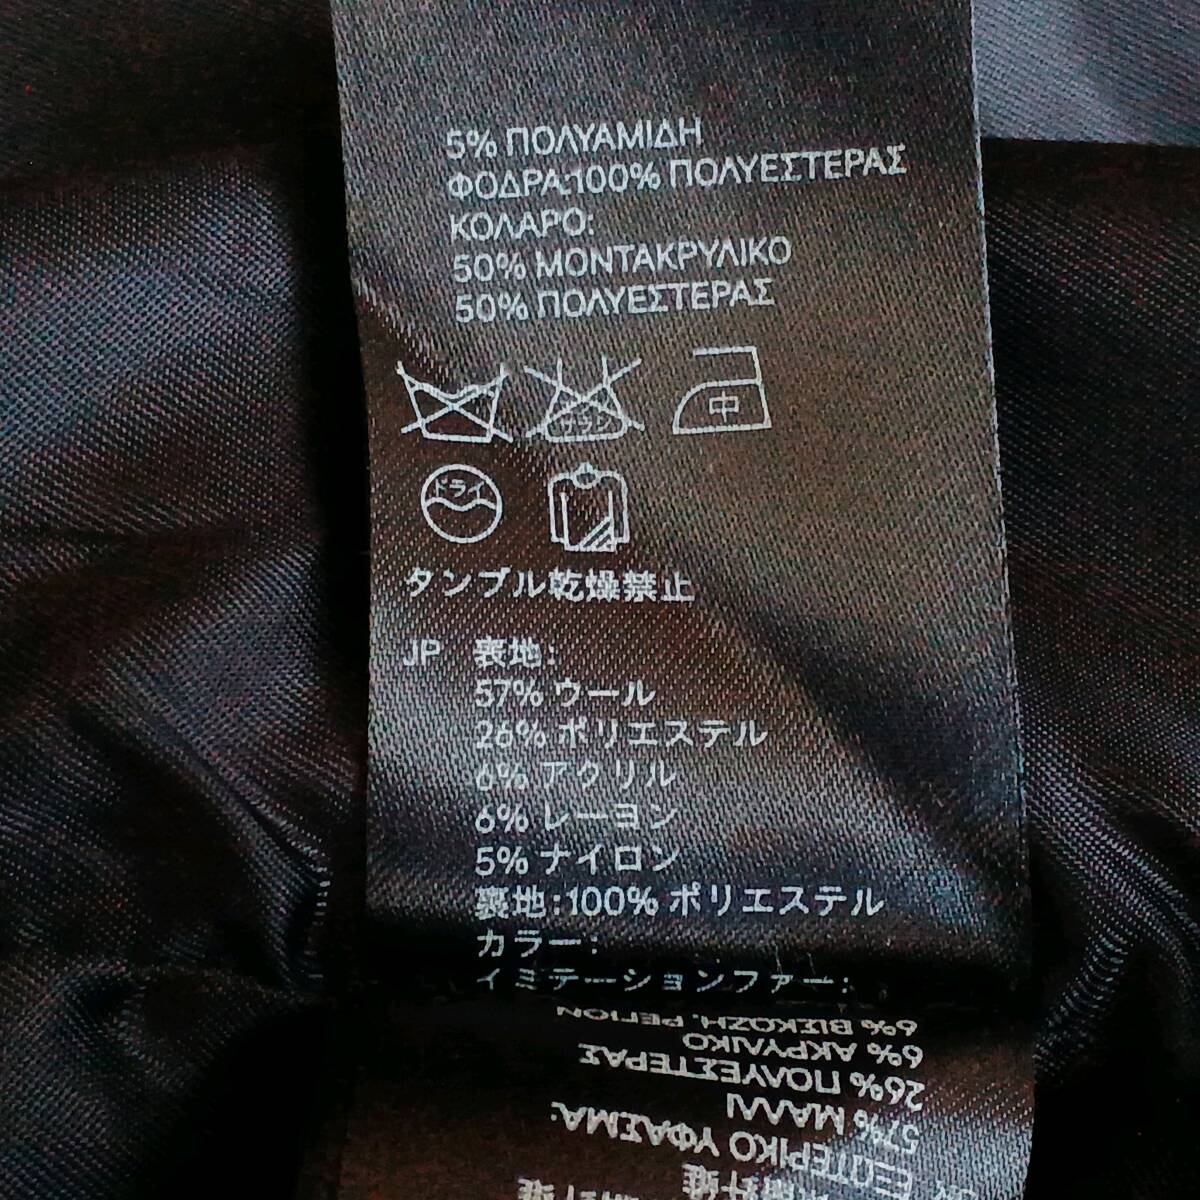 5% ΠΟΛΥΑΜΙΔΗ
ΦΟΔΡΑ:100% ΠΟΛΥΕΣΤΕΡΑΣ
ΚΟΛΑΡΟ:
50% ΜΟΝΤΑΚΡΥΛΙΚΟ
50% ΠΟΛΥΕΣΤΕΡΑΣ
中
ドライ
タンブル乾燥禁止
JP 表地:
57% ウール
26% ポリエステル
6% アクリル
6% レーヨン
5% ナイロン
裏地:100% ポリエステル
カラー:
イミテーションファー:
6% ΒΙΣΚΟΖΗ, ΡΕΓΙΟΝ
6% ΑΚΡΥΛΙΚΟ
26% ΠΟΛΥΕΣΤΕΡΑΣ
57% ΜΑΛΛΙ
ΕΞΩΤΕΡΙΚΟ ΥΦΑΣΜΑ: